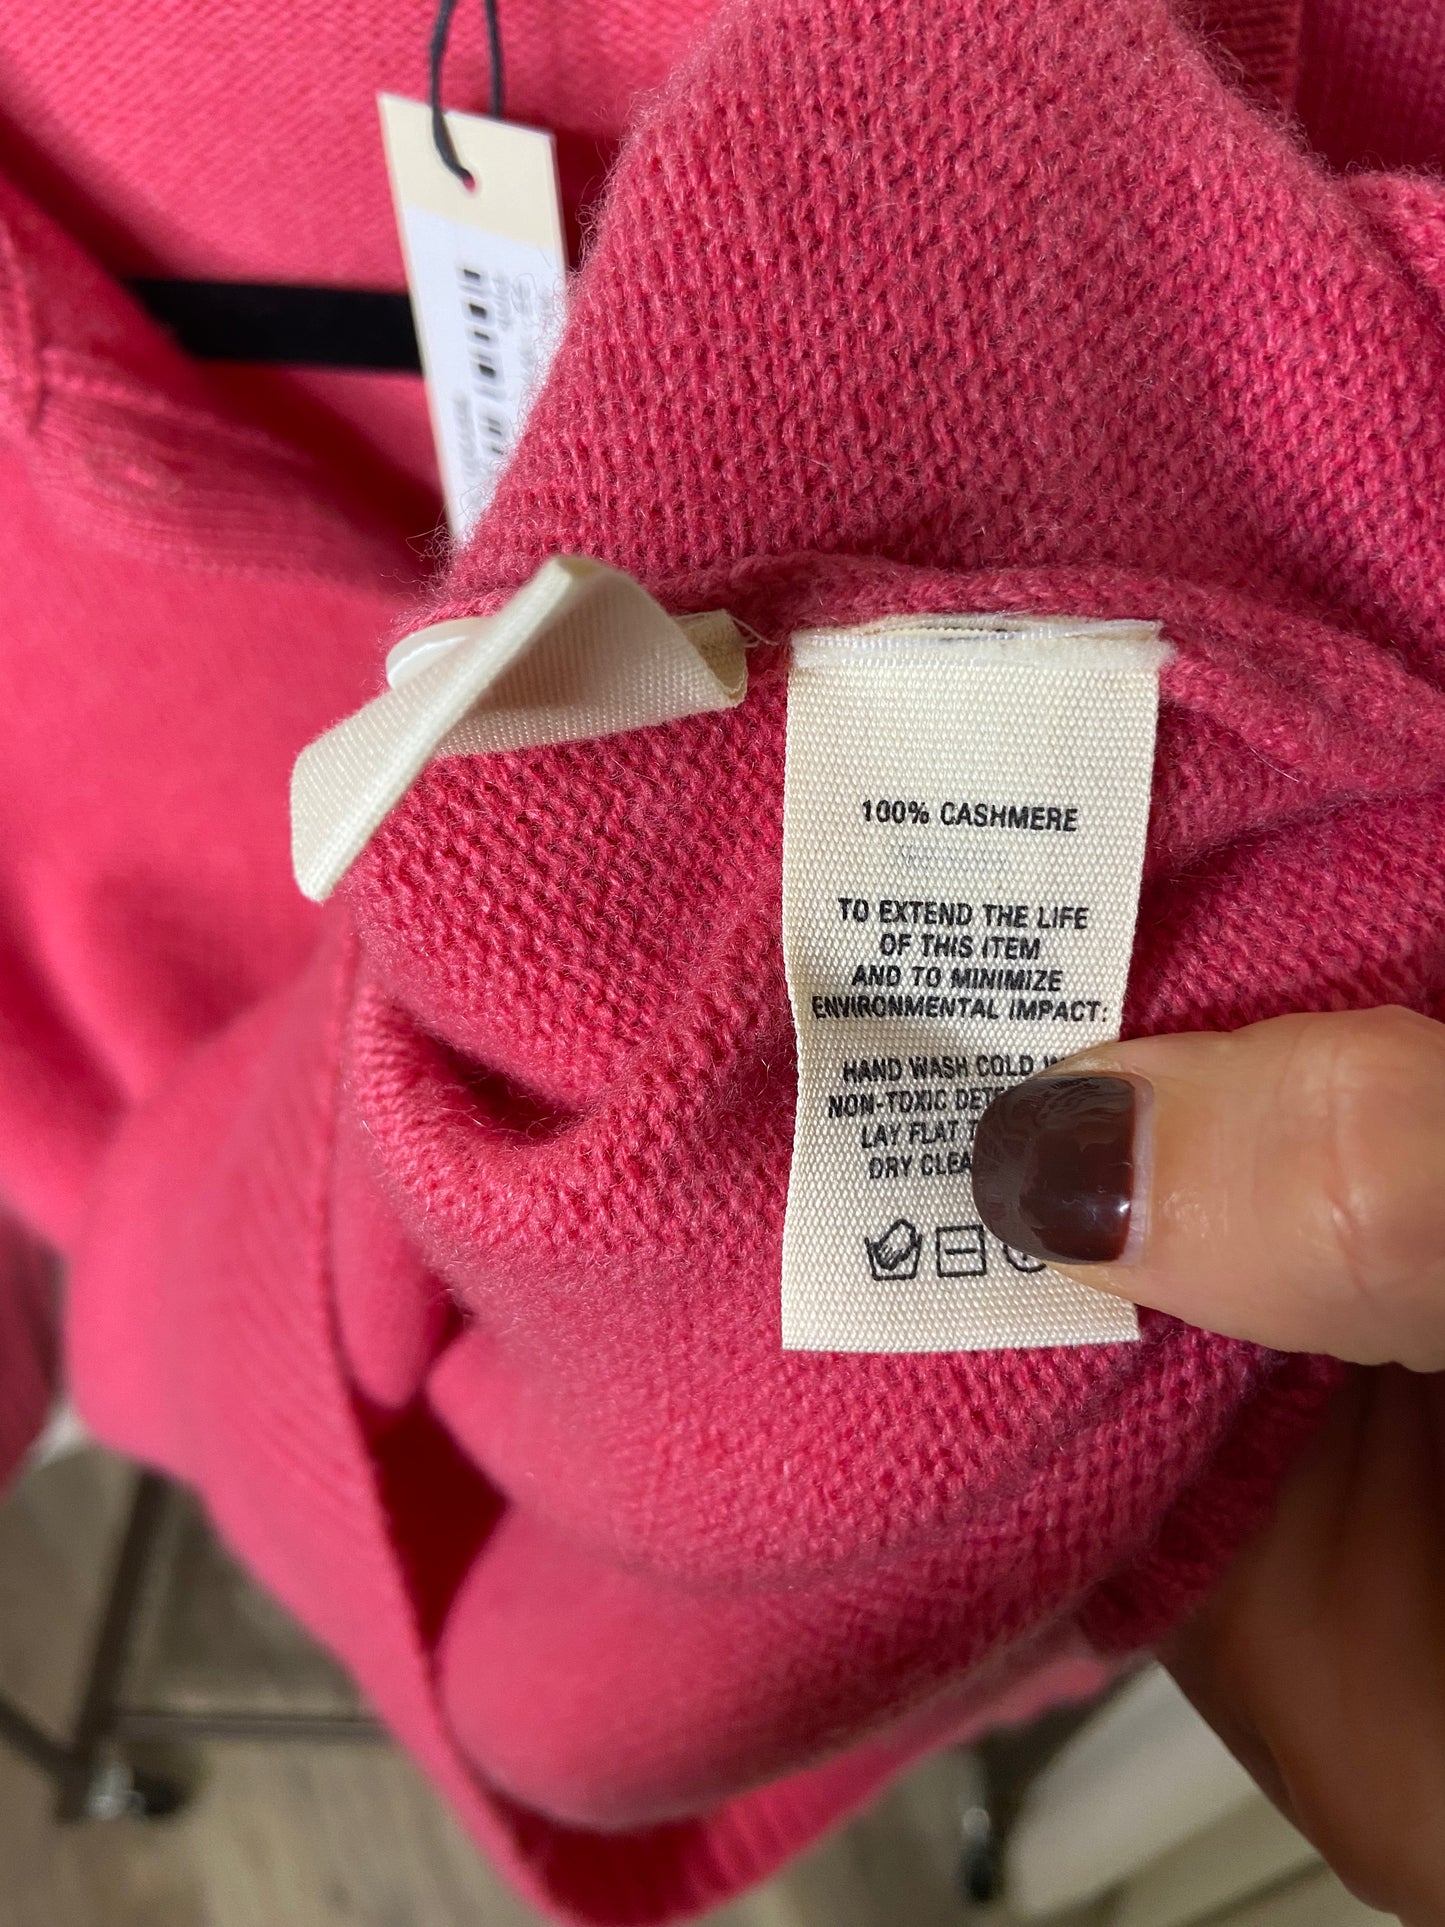 100% CASHMERE
TO EXTEND THE LIFE
OF THIS ITEM
AND TO MINIMIZE
ENVIRONMENTAL IMPACT:
HAND WASH COLD
NON-TOXIC
LAY FLAT
DRY